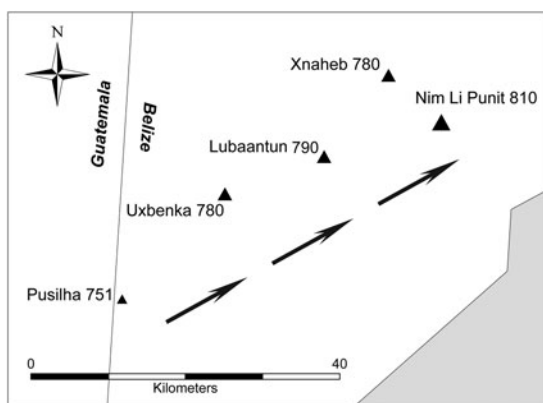 N
Xnaheb 780
Nim Li Punit 810
Guatemala
Belize
Lubaantun 790
Uxbenka 780
Pusilha 751
0 40
Kilometers